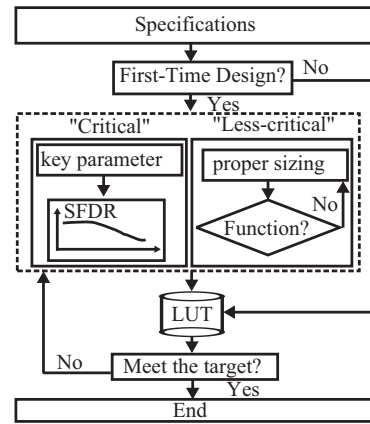 Specifications
First-Time Design?
No
Yes
"Critical"
"Less-critical"
key parameter
proper sizing
SFDR
No
Function?
LUT
No
Meet the target?
Yes
End